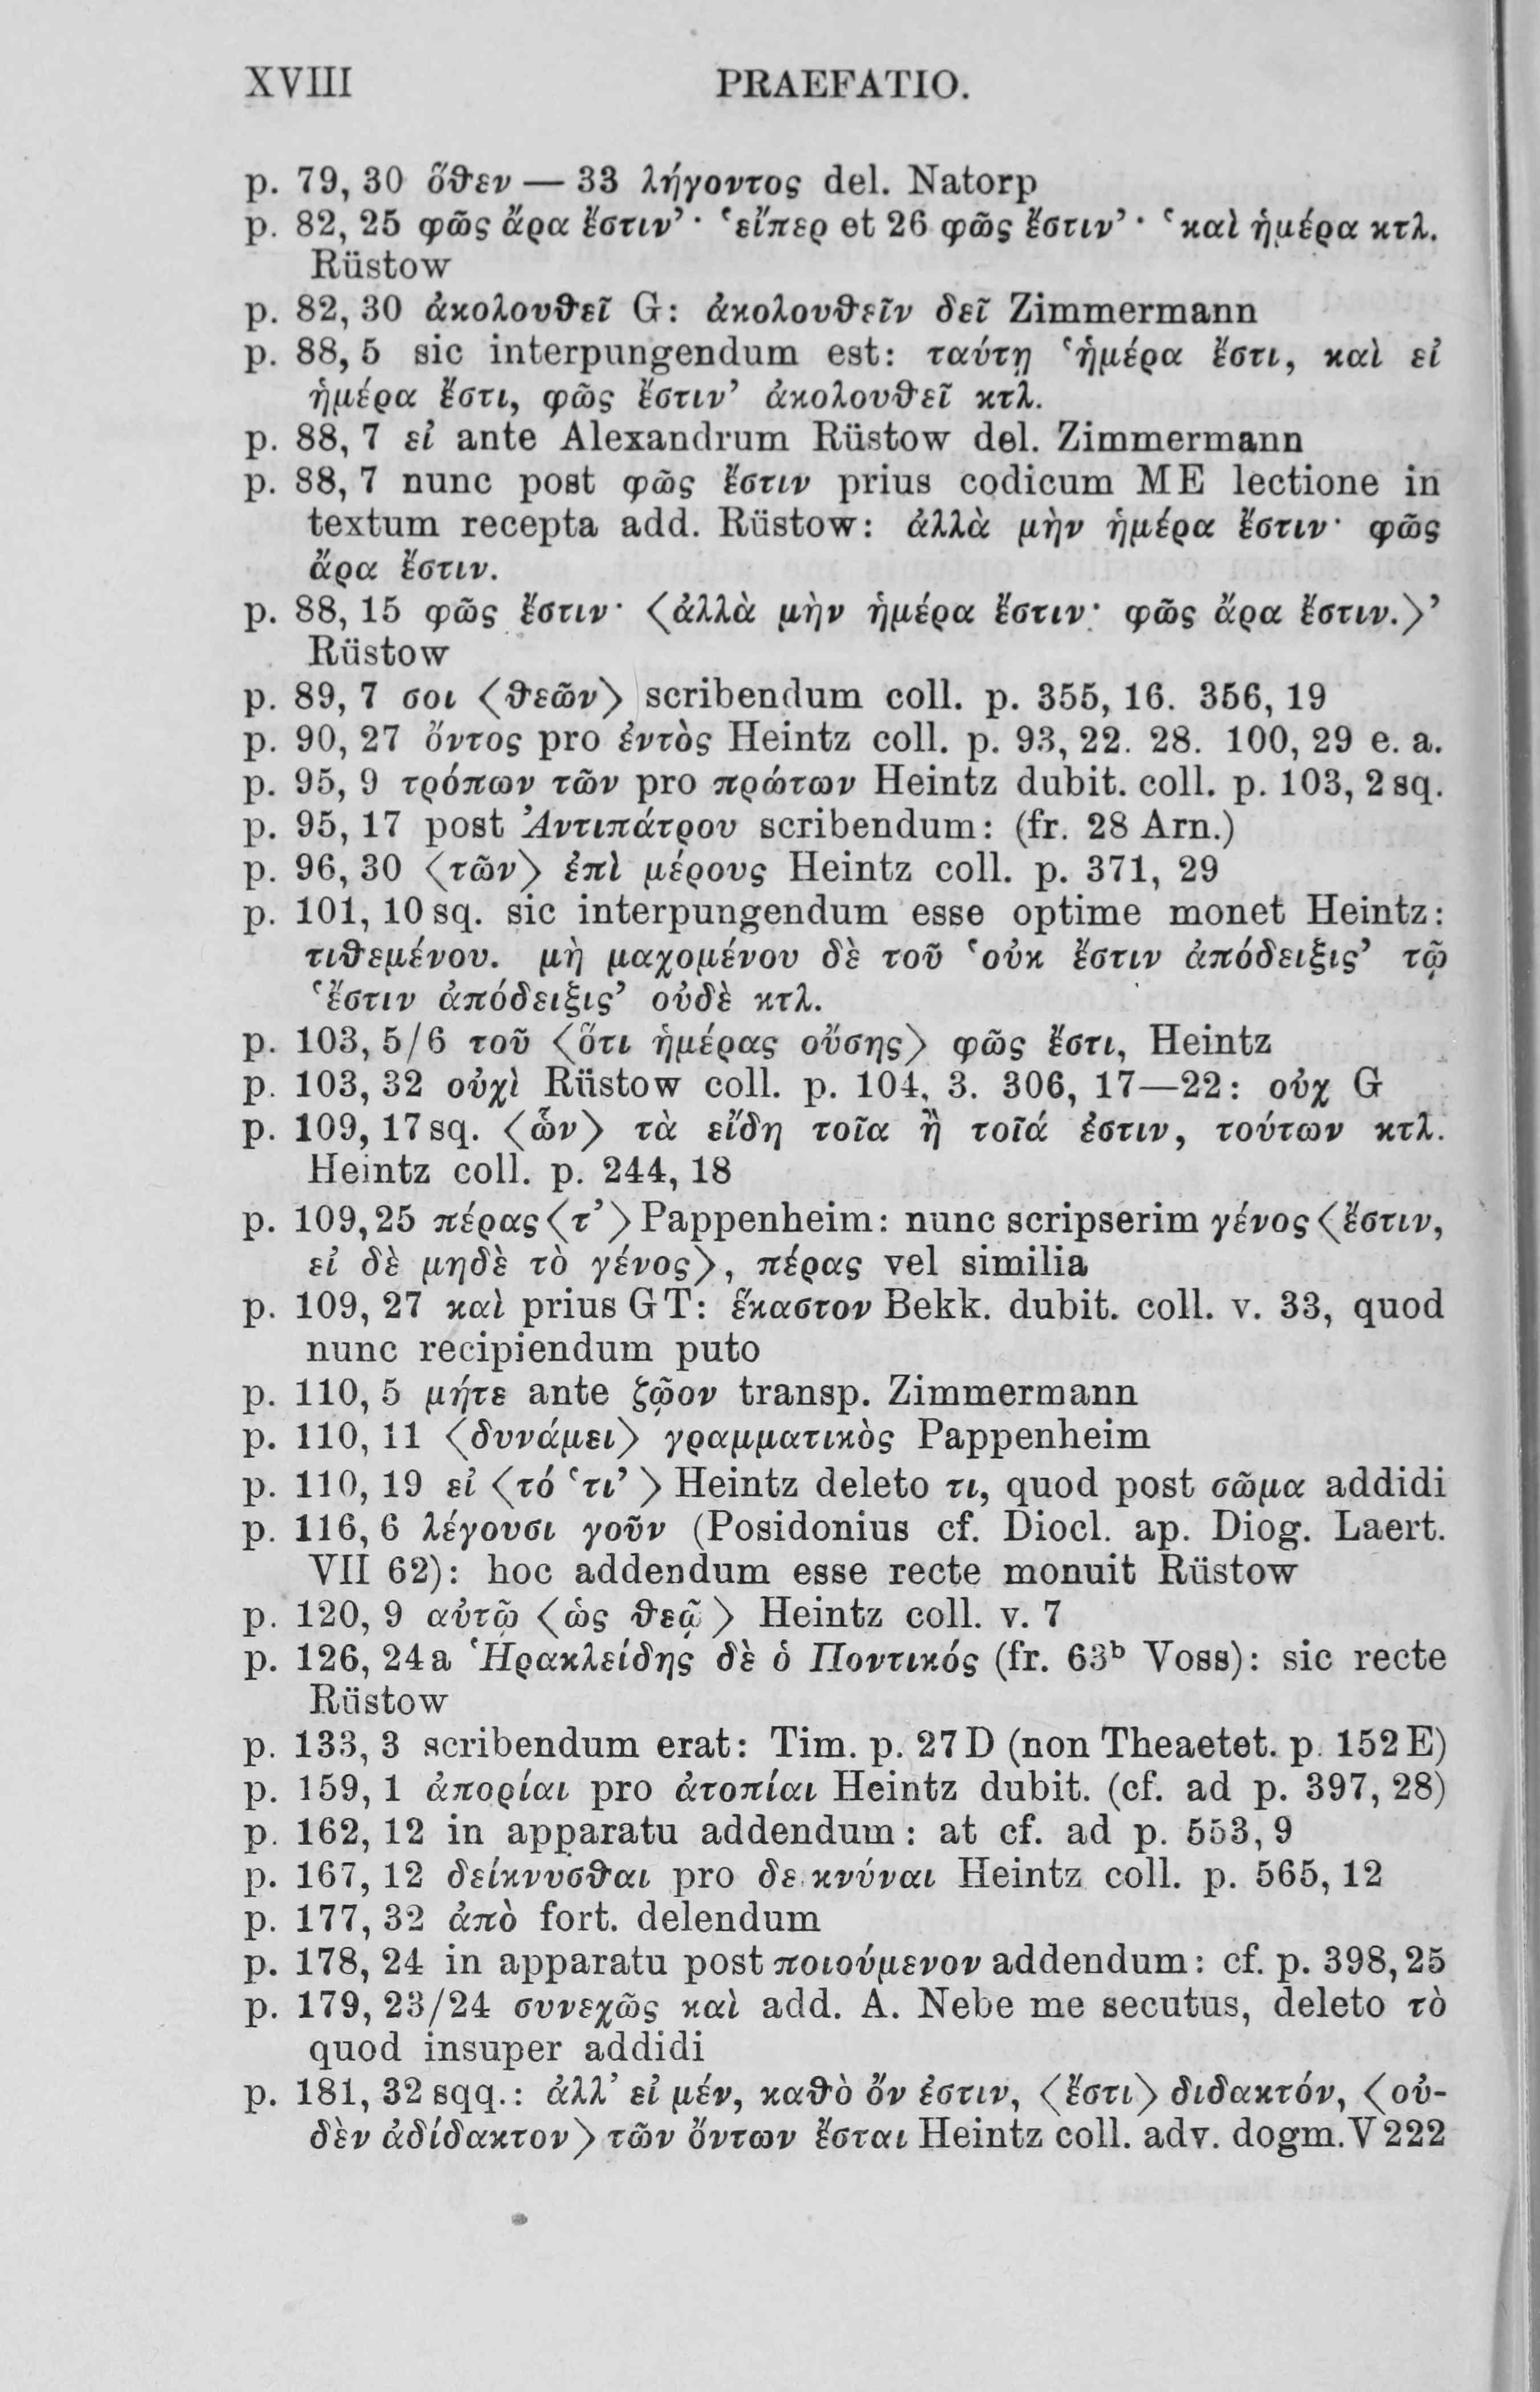 XVIII PRAEFATIO.
p. 79, 30 ὅθεν — 33 λήγοντος del. Natorp
p. 82, 25 φῶς ἄρα ἔστιν’· ‘εἴπερ et 26 φῶς ἔστιν’· ‘καὶ ἡμέρα κτλ.
Rüstow
p. 82, 30 ἀκολουθεῖ G: ἀκολουθεῖν δεῖ Zimmermann
p. 88, 5 sic interpungendum est: ταύτῃ ‘ἡμέρα ἔστι, καὶ εἰ
ἡμέρα ἔστι, φῶς ἔστιν’ ἀκολουθεῖ κτλ.
p. 88, 7 εἰ ante Alexandrum Rüstow del. Zimmermann
p. 88, 7 nunc post φῶς ἔστιν prius codicum ME lectione in
textum recepta add. Rüstow: ἀλλὰ μὴν ἡμέρα ἔστιν· φῶς
ἄρα ἔστιν.
p. 88, 15 φῶς ἔστιν· ⟨ἀλλὰ μὴν ἡμέρα ἔστιν· φῶς ἄρα ἔστιν.⟩’
Rüstow
p. 89, 7 σοι ⟨θεῶν⟩ scribendum coll. p. 355, 16. 356, 19
p. 90, 27 ὄντος pro ἐντὸς Heintz coll. p. 93, 22. 28. 100, 29 e. a.
p. 95, 9 τρόπων τῶν pro πρώτων Heintz dubit. coll. p. 103, 2 sq.
p. 95, 17 post Ἀντιπάτρου scribendum: (fr. 28 Arn.)
p. 96, 30 ⟨τῶν⟩ ἐπὶ μέρους Heintz coll. p. 371, 29
p. 101, 10 sq. sic interpungendum esse optime monet Heintz:
τιθεμένου. μὴ μαχομένου δὲ τοῦ ‘οὐκ ἔστιν ἀπόδειξις’ τῷ
‘ἔστιν ἀπόδειξις’ οὐδὲ κτλ.
p. 103, 5/6 τοῦ ⟨ὅτι ἡμέρας οὔσης⟩ φῶς ἔστι, Heintz
p. 103, 32 οὐχὶ Rüstow coll. p. 104, 3. 306, 17—22: οὐχ G
p. 109, 17 sq. ⟨ὧν⟩ τὰ εἴδη τοῖα ἢ τοῖά ἐστιν, τούτων κτλ.
Heintz coll. p. 244, 18
p. 109, 25 πέρας ⟨τ’⟩ Pappenheim: nunc scripserim γένος ⟨ἔστιν,
εἰ δὲ μηδὲ τὸ γένος⟩, πέρας vel similia
p. 109, 27 καὶ prius GT: ἕκαστον Bekk. dubit. coll. v. 33, quod
nunc recipiendum puto
p. 110, 5 μήτε ante ζῷον transp. Zimmermann
p. 110, 11 ⟨δυνάμει⟩ γραμματικὸς Pappenheim
p. 110, 19 εἰ ⟨τό ‘τι’⟩ Heintz deleto τι, quod post σῶμα addidi
p. 116, 6 λέγουσι γοῦν (Posidonius cf. Diocl. ap. Diog. Laert.
VII 62): hoc addendum esse recte monuit Rüstow
p. 120, 9 αὐτῷ ⟨ὡς θεᾷ⟩ Heintz coll. v. 7
p. 126, 24a Ἡρακλείδης δὲ ὁ Ποντικός (fr. 63ᵇ Voss): sic recte
Rüstow
p. 133, 3 scribendum erat: Tim. p. 27D (non Theaetet. p. 152E)
p. 159, 1 ἀπορίαι pro ἀτοπίαι Heintz dubit. (cf. ad p. 397, 28)
p. 162, 12 in apparatu addendum: at cf. ad p. 553, 9
p. 167, 12 δείκνυσθαι pro δεικνύναι Heintz coll. p. 565, 12
p. 177, 32 ἀπὸ fort. delendum
p. 178, 24 in apparatu post ποιούμενον addendum: cf. p. 398, 25
p. 179, 23/24 συνεχῶς καὶ add. A. Nebe me secutus, deleto τὸ
quod insuper addidi
p. 181, 32 sqq.: ἀλλ’ εἰ μέν, καθὸ ὄν ἐστιν, ⟨ἔστι⟩ διδακτόν, ⟨οὐ-
δὲν ἀδίδακτον⟩ τῶν ὄντων ἔσται Heintz coll. adv. dogm. V 222